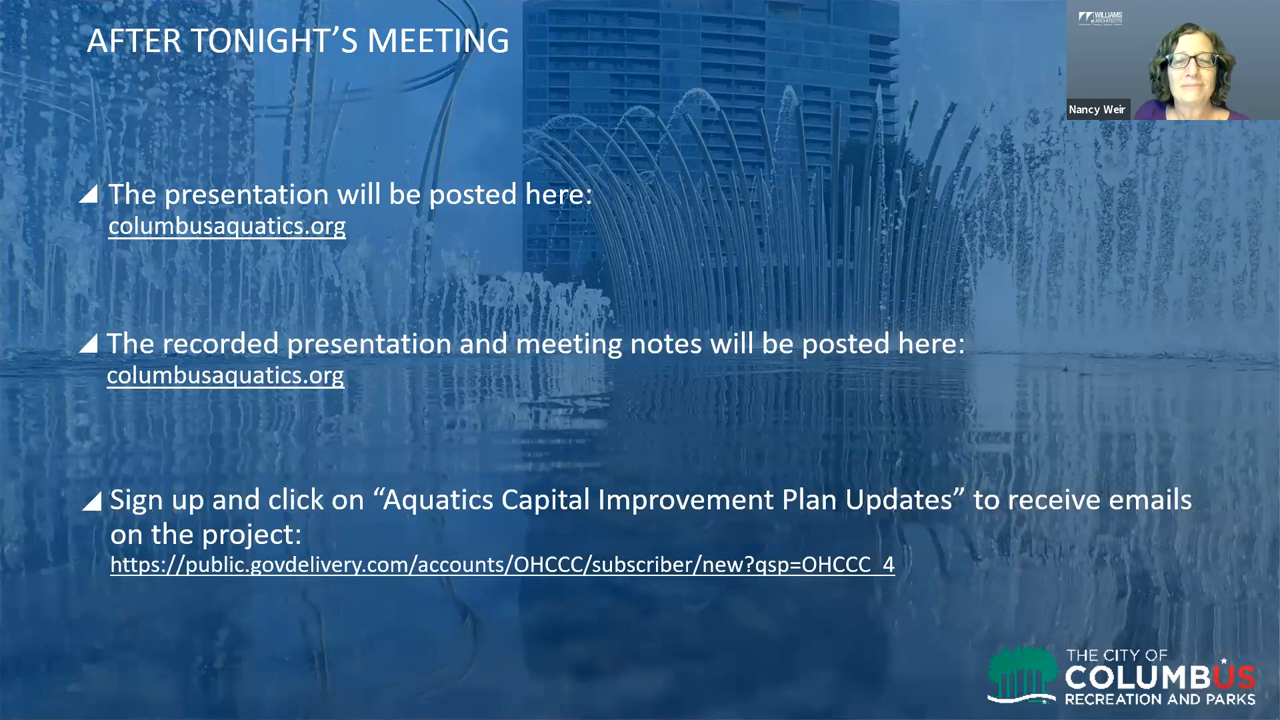 AFTER TONIGHT'S MEETING
WILLIAMS
ARCHITECTS
Nancy Weir
The presentation will be posted here:
columbusaquatics.org
The recorded presentation and meeting notes will be posted here:
columbusaquatics.org
Sign up and click on “Aquatics Capital Improvement Plan Updates” to receive emails
on the project:
https://public.govdelivery.com/accounts/OHCCC/subscriber/new?qsp=OHCCC_4
THE CITY OF
COLUMBUS
RECREATION AND PARKS